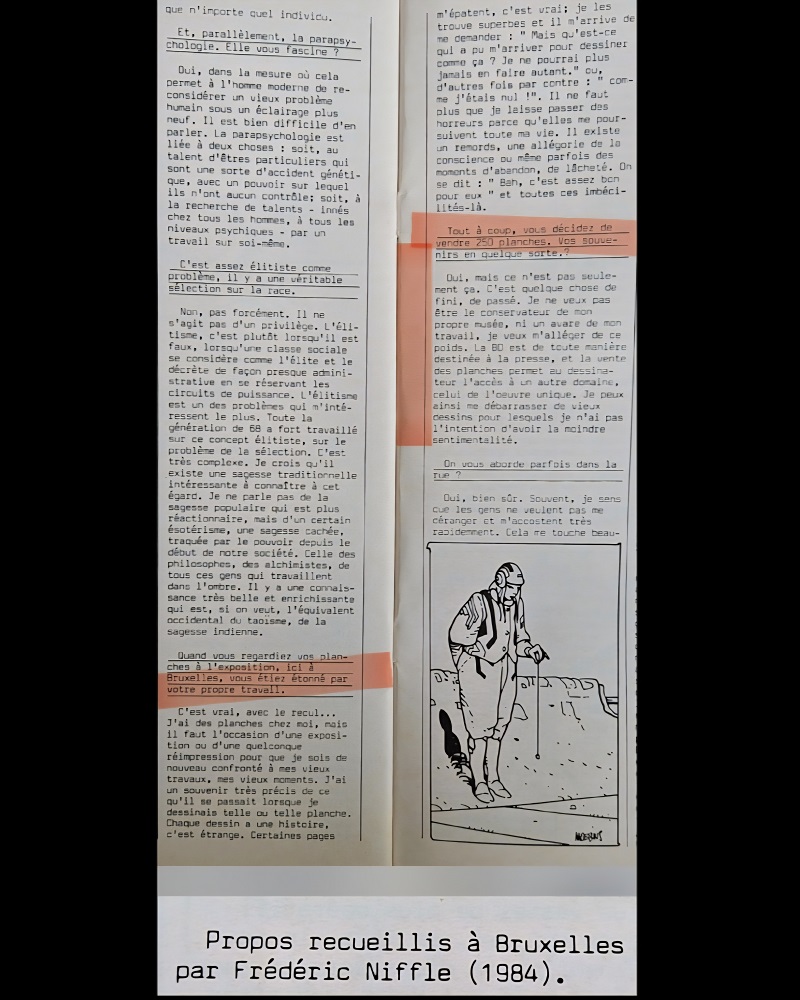 que n'importe quel individu.
Et, parallèlement, la parapsy-
chologie. Elle vous fascine ?
Oui, dans la mesure où cela
permet à l'homme moderne de re-
considérer un vieux problème
humain sous un éclairage plus
neuf. Il est bien difficile d'en
parler. La parapsychologie est
liée à deux choses : soit, au
talent d'êtres particuliers qui
sont une sorte d'accident généti-
que, avec un pouvoir sur lequel
ils n'ont aucun contrôle; soit, à
la recherche de talents - innés
chez tous les hommes, à tous les
niveaux psychiques - par un
travail sur soi-même.
C'est assez élitiste comme
problème, il y a une véritable
sélection sur la race.
Non, pas forcément. Il ne
s'agit pas d'un privilège. L'éli-
tisme, c'est plutôt lorsqu'il est
faux, lorsqu'une classe sociale
se considère comme l'élite et le
décrète de façon presque admini-
strative en se réservant les
circuits de puissance. L'élitisme
est un des problèmes qui m'inté-
ressent le plus. Toute la
génération de 68 a fort travaillé
sur ce concept élitiste, sur le
problème de la sélection. C'est
très complexe. Je crois qu'il
existe une sagesse traditionnelle
intéressante à connaître à cet
égard. Je ne parle pas de la
sagesse populaire qui est plus
réactionnaire, mais d'un certain
ésotérisme, une sagesse cachée,
traquée par le pouvoir depuis le
début de notre société. Celle des
philosophes, des alchimistes, de
tous ces gens qui travaillent
dans l'ombre. Il y a une connais-
sance très belle et enrichissante
qui est, si on veut, l'équivalent
occidental du taoïsme, de la
sagesse indienne.
Quand vous regardiez vos plan-
ches à l'exposition, ici à
Bruxelles, vous étiez étonné par
votre propre travail.
C'est vrai, avec le recul...
J'ai des planches chez moi, mais
il faut l'occasion d'une exposi-
tion ou d'une quelconque
réimpression pour que je sois de
nouveau confronté à mes vieux
travaux, mes vieux moments. J'ai
un souvenir très précis de ce
qu'il se passait lorsque je
dessinais telle ou telle planche.
Chaque dessin a une histoire,
c'est étrange. Certaines pages
m'épatent, c'est vrai; je les
trouve superbes et il m'arrive de
me demander : " Mais qu'est-ce
qui a pu m'arriver pour dessiner
comme ça ? Je ne pourrai plus
jamais en faire autant." ou,
d'autres fois par contre : " com-
me j'étais nul !". Il ne faut
plus que je laisse passer des
horreurs parce qu'elles me pour-
suivent toute ma vie. Il existe
un remords, une allégorie de la
conscience ou même parfois des
moments d'abandon, de lâcheté. On
se dit : " Bah, c'est assez bon
pour eux " et toutes ces imbéci-
lités-là.
Tout à coup, vous décidez de
vendre 250 planches. Vos souve-
nirs en quelque sorte.?
Oui, mais ce n'est pas seule-
ment ça. C'est quelque chose de
fini, de passé. Je ne veux pas
être le conservateur de mon
propre musée, ni un avare de mon
travail, je veux m'alléger de ce
poids. La BD est de toute manière
destinée à la presse, et la vente
des planches permet au dessina-
teur l'accès à un autre domaine,
celui de l'oeuvre unique. Je peux
ainsi me débarrasser de vieux
dessins pour lesquels je n'ai pas
l'intention d'avoir la moindre
sentimentalité.
On vous aborde parfois dans la
rue ?
Oui, bien sûr. Souvent, je sens
que les gens ne veulent pas me
déranger et m'accostent très
rapidemment. Cela me touche beau-
MOEBIUS
Propos recueillis à Bruxelles
par Frédéric Niffle (1984).